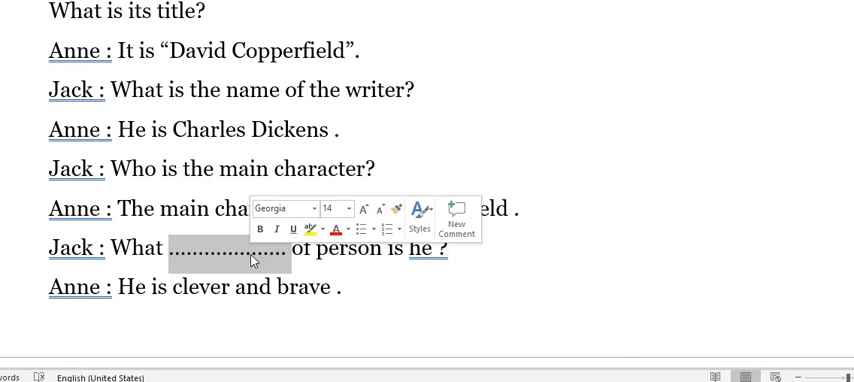 What is its title?
Anne : It is “David Copperfield”.
Jack : What is the name of the writer?
Anne : He is Charles Dickens .
Jack : Who is the main character?
Anne : The main cha eld .
Georgia 14
Styles New Comment
Jack : What .................... of person is he ?
Anne : He is clever and brave .
words English (United States)